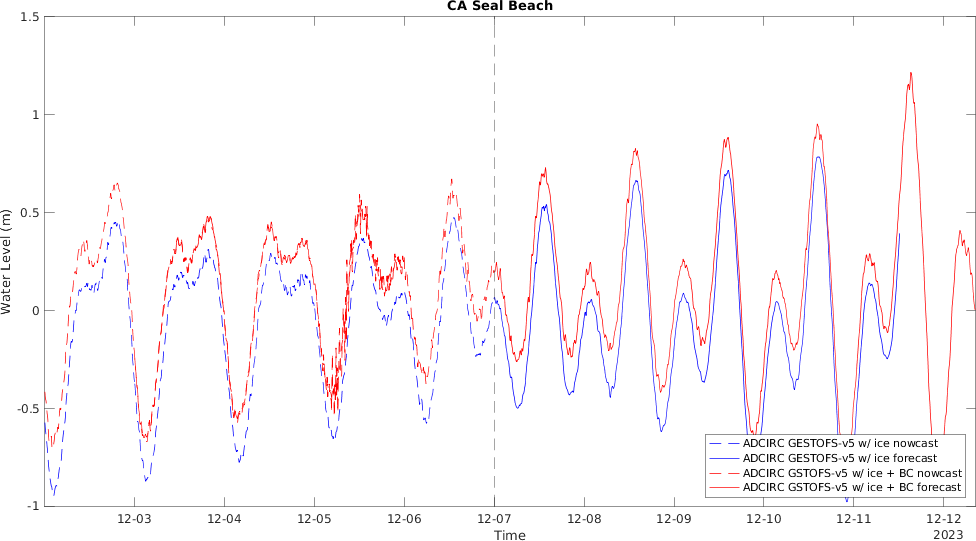 CA Seal Beach
1.5
1
0.5
0
-0.5
-1
Water Level (m)
12-03 12-04 12-05 12-06 12-07 12-08 12-09 12-10 12-11 12-12
Time
2023
ADCIRC GESTOFS-v5 w/ ice nowcast
ADCIRC GESTOFS-v5 w/ ice forecast
ADCIRC GSTOFS-v5 w/ ice + BC nowcast
ADCIRC GSTOFS-v5 w/ ice + BC forecast